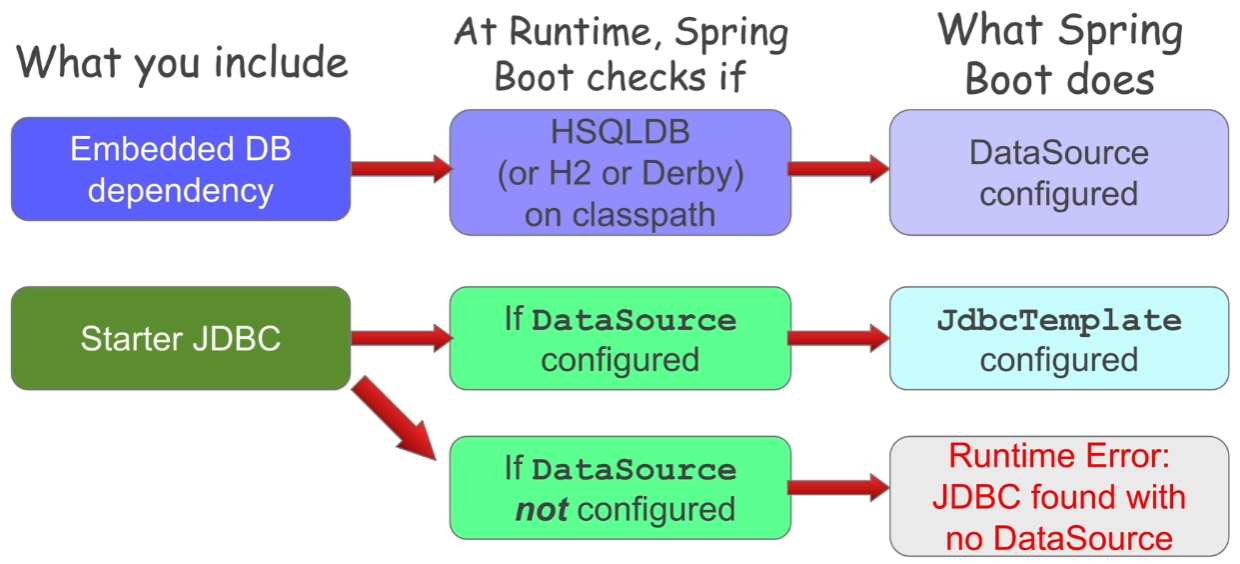 What you include
At Runtime, Spring
Boot checks if
What Spring
Boot does
Embedded DB
dependency
HSQLDB
(or H2 or Derby)
on classpath
DataSource
configured
Starter JDBC
If DataSource
configured
JdbcTemplate
configured
If DataSource
not configured
Runtime Error:
JDBC found with
no DataSource